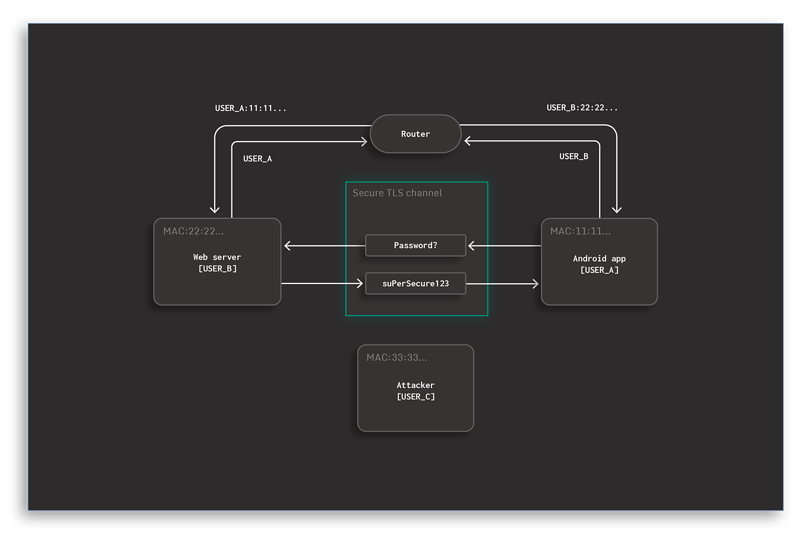 USER_A:11:11...
USER_B:22:22...
Router
USER_A
USER_B
Secure TLS channel
MAC:22:22...
Web server
[USER_B]
Password?
suPerSecure123
MAC:11:11...
Android app
[USER_A]
MAC:33:33...
Attacker
[USER_C]